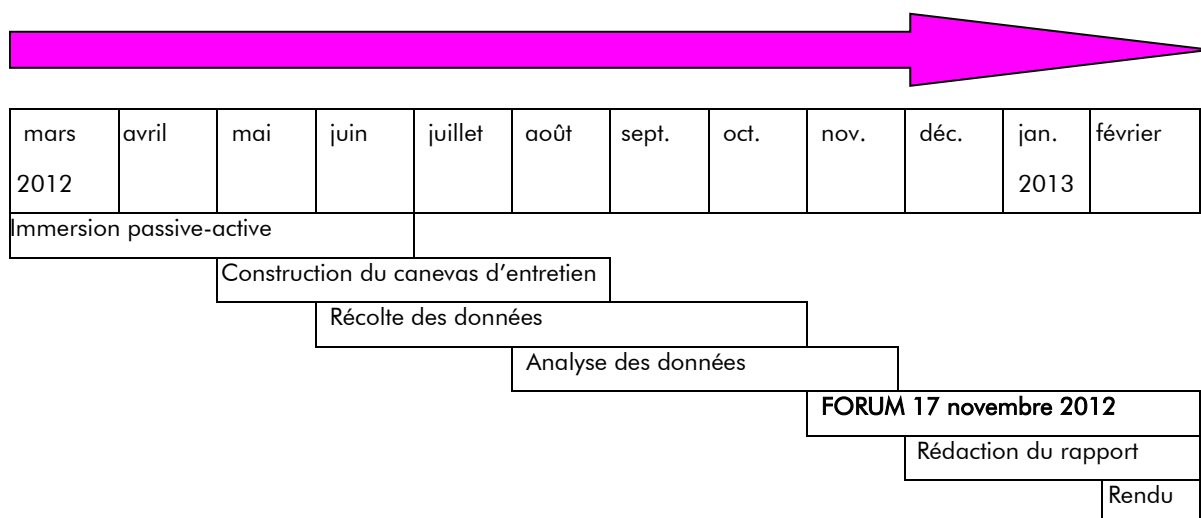 mars avril mai juin juillet août sept. oct. nov. déc. jan. février
2012 2013
Immersion passive-active
Construction du canevas d'entretien
Récolte des données
Analyse des données
FORUM 17 novembre 2012
Rédaction du rapport
Rendu